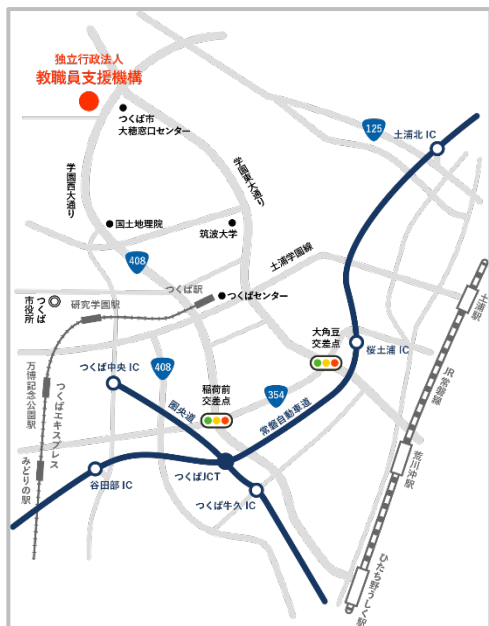 独立行政法人
教職員支援機構
つくば市
大穂窓口センター
125
土浦北 IC
学園西大通り
学園東大通り
国土地理院
筑波大学
408
土浦学園線
つくば駅
つくばセンター
研究学園駅
つくば
市役所
土浦駅
大角豆
交差点
桜土浦 IC
万博記念公園駅
つくばエキスプレス
みどりの駅
つくば中央 IC
408
稲荷前
交差点
354
圏央道
常磐自動車道
JR常磐線
荒川沖駅
谷田部 IC
つくばJCT
つくば牛久 IC
ひたち野うしく駅